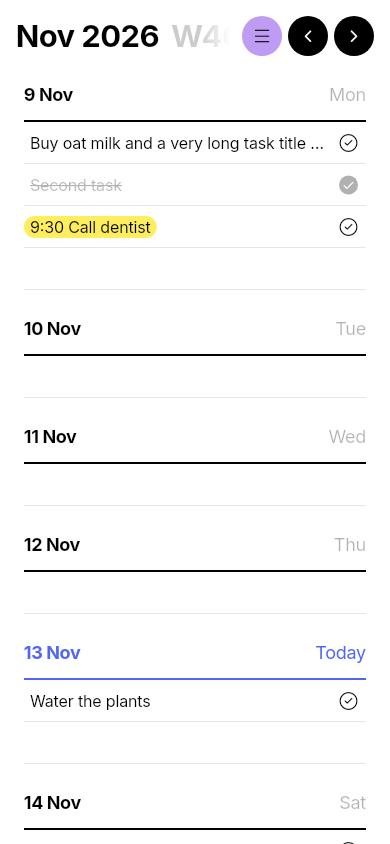 Nov 2026
9 Nov Mon
Buy oat milk and a very long task title ...
Second task
9:30 Call dentist
10 Nov Tue
11 Nov Wed
12 Nov Thu
13 Nov Today
Water the plants
14 Nov Sat